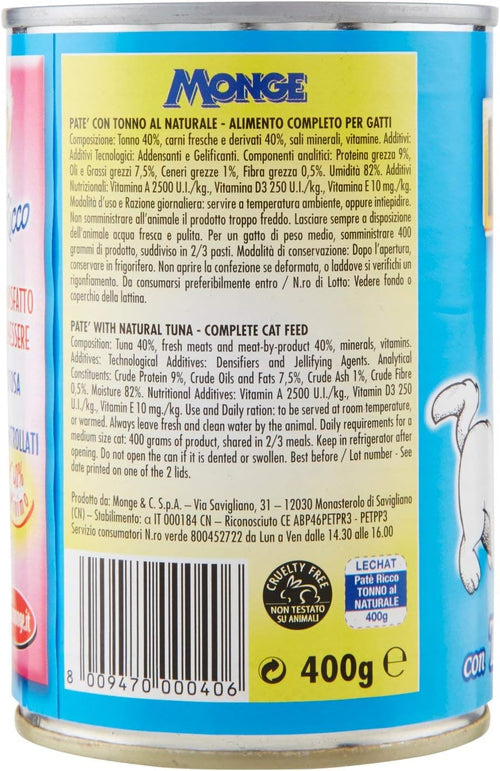 MONGE
PATE' CON TONNO AL NATURALE - ALIMENTO COMPLETO PER GATTI
Composizione: Tonno 40%, carni fresche e derivati 40%, sali minerali, vitamine. Additivi:
Additivi Tecnologici: Addensanti e Gelificanti. Componenti analitici: Proteina grezza 9%,
Oli e Grassi grezzi 7,5%, Ceneri grezze 1%, Fibra grezza 0,5%. Umidità 82%. Additivi
Nutrizionali: Vitamina A 2500 U.I./kg., Vitamina D3 250 U.I./kg., Vitamina E 10 mg./kg.
Modalità d'uso e Razione giornaliera: servire a temperatura ambiente, oppure intiepidire.
Non somministrare all'animale il prodotto troppo freddo. Lasciare sempre a disposizione
dell'animale acqua fresca e pulita. Per un gatto di peso medio, somministrare 400
grammi di prodotto, suddiviso in 2/3 pasti. Modalità di conservazione: Dopo l'apertura,
conservare in frigorifero. Non aprire la confezione se deformata, o laddove si verifichi un
rigonfiamento. Da consumarsi preferibilmente entro / N.ro di Lotto: Vedere fondo o
coperchio della lattina.
PATE' WITH NATURAL TUNA - COMPLETE CAT FEED
Composition: Tuna 40%, fresh meats and meat-by-product 40%, minerals, vitamins.
Additives: Technological Additives: Densifiers and Jellifying Agents. Analytical
Constituents: Crude Protein 9%, Crude Oils and Fats 7,5%, Crude Ash 1%, Crude Fibre
0,5%. Moisture 82%. Nutritional Additives: Vitamin A 2500 U.I./kg., Vitamin D3 250
U.I./kg., Vitamin E 10 mg./kg. Use and Daily ration: to be served at room temperature,
or warmed. Always leave fresh and clean water by the animal. Daily requirements for a
medium size cat: 400 grams of product, shared in 2/3 meals. Keep in refrigerator after
opening. Do not open the can if it is dented or swollen. Best before / Lot number - See
date printed on one of the 2 lids.
Prodotto da: Monge & C. S.p.A. – Via Savigliano, 31 – 12030 Monasterolo di Savigliano
(CN) – Stabilimento: α IT 000184 CN – Riconosciuto CE ABP46PETPR3 - PETPP3
Servizio consumatori N.ro verde 800452722 da Lun a Ven dalle 14.30 alle 16.00
CRUELTY FREE
NON TESTATO
SU ANIMALI
LECHAT
Patè Ricco
TONNO al
NATURALE
400g
8 009470 000406
400g e
con